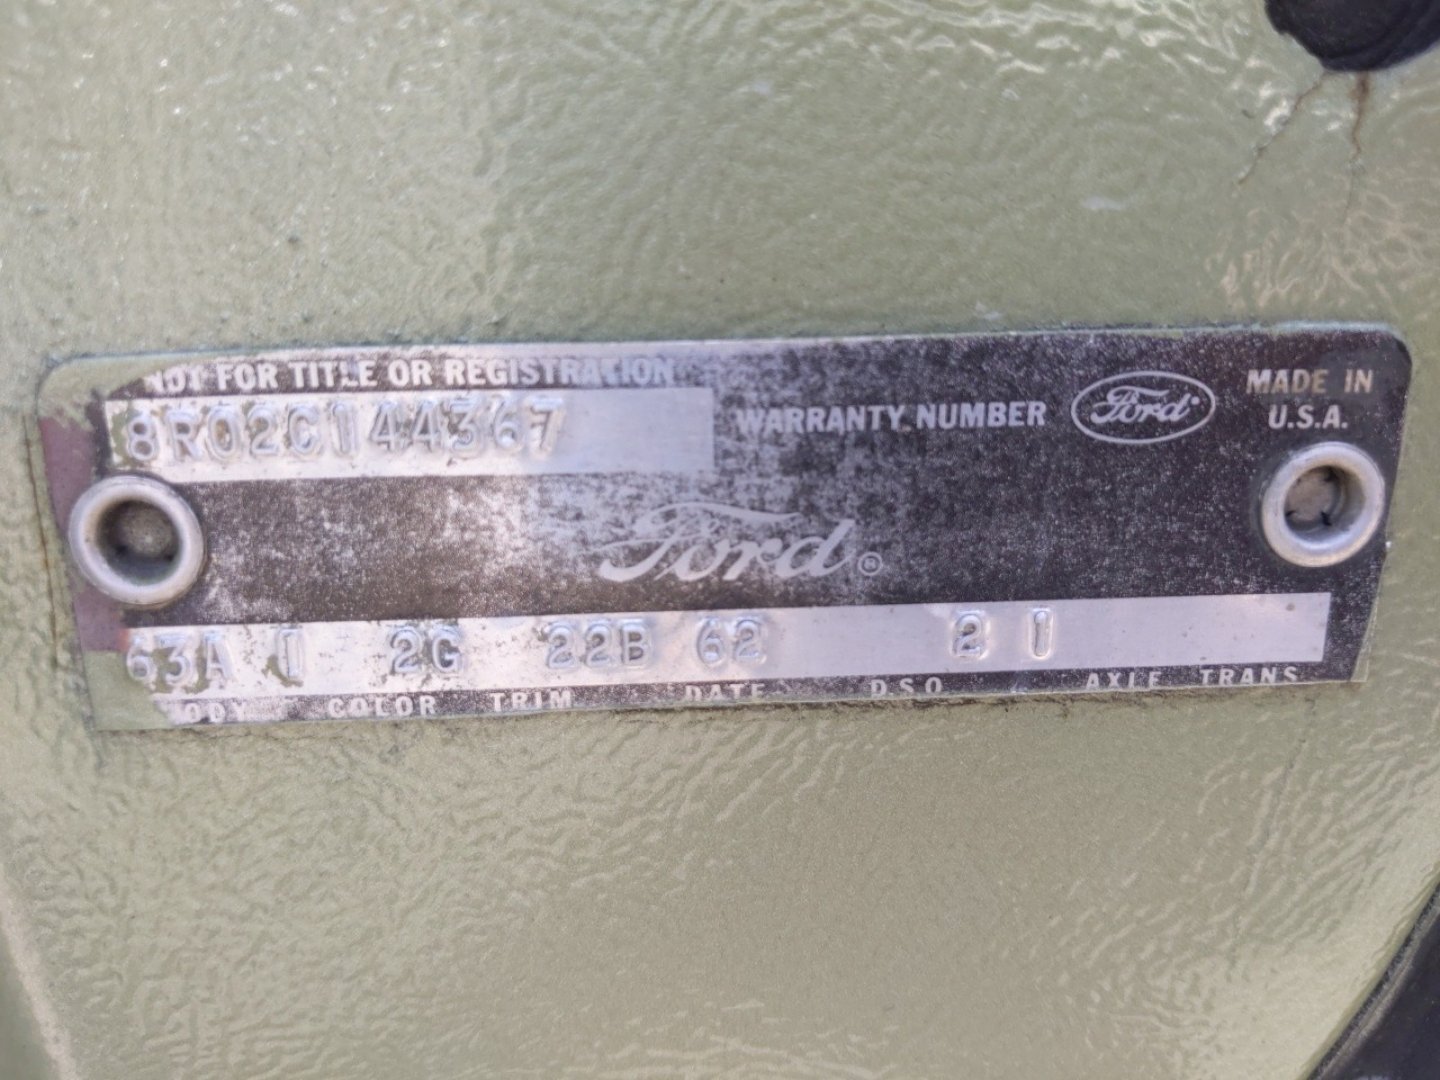 NOT FOR TITLE OR REGISTRATION
8R02C144367
WARRANTY NUMBER
Ford
MADE IN
U.S.A.
Ford®
63A 1 2G 22B 62 2 1
BODY COLOR TRIM DATE DSO AXLE TRANS